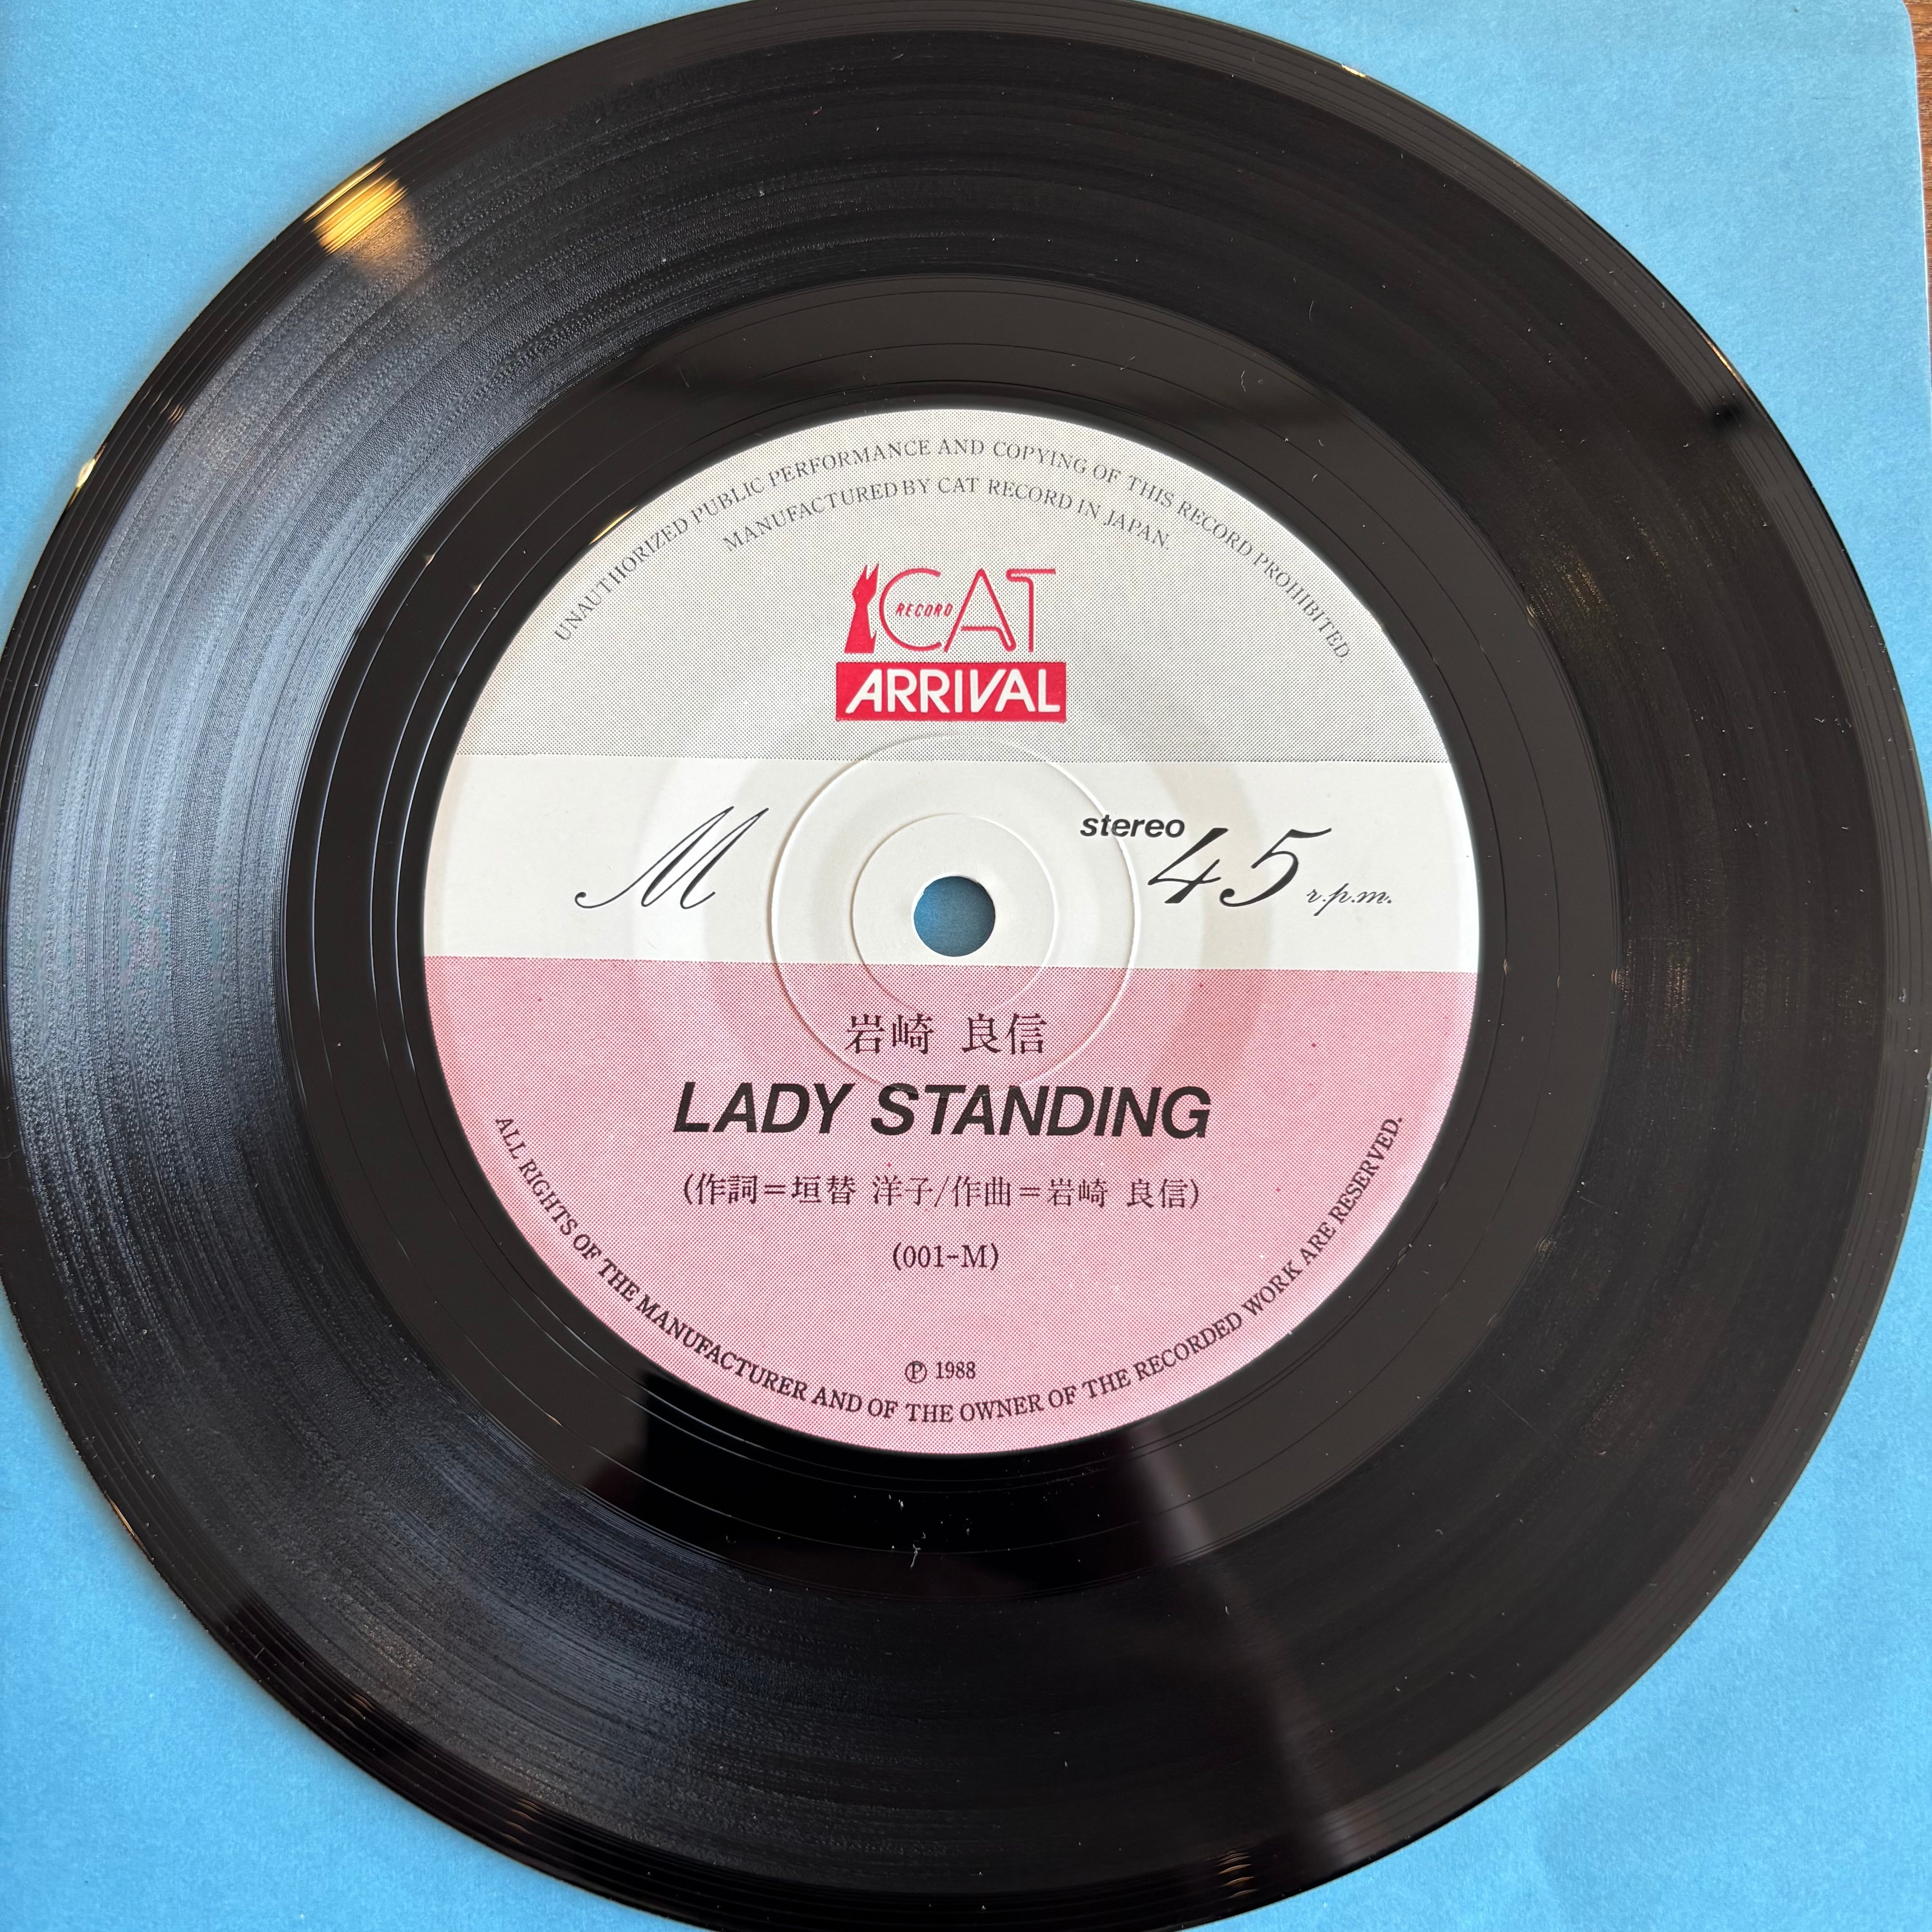 UNAUTHORIZED PUBLIC PERFORMANCE AND COPYING OF THIS RECORD PROHIBITED.
MANUFACTURED BY CAT RECORD IN JAPAN.
CAT
RECORD
ARRIVAL
M
stereo
45 r.p.m.
岩崎 良信
LADY STANDING
(作詞=垣替 洋子/作曲=岩崎 良信)
(001-M)
Ⓟ 1988
ALL RIGHTS OF THE MANUFACTURER AND OF THE OWNER OF THE RECORDED WORK ARE RESERVED.